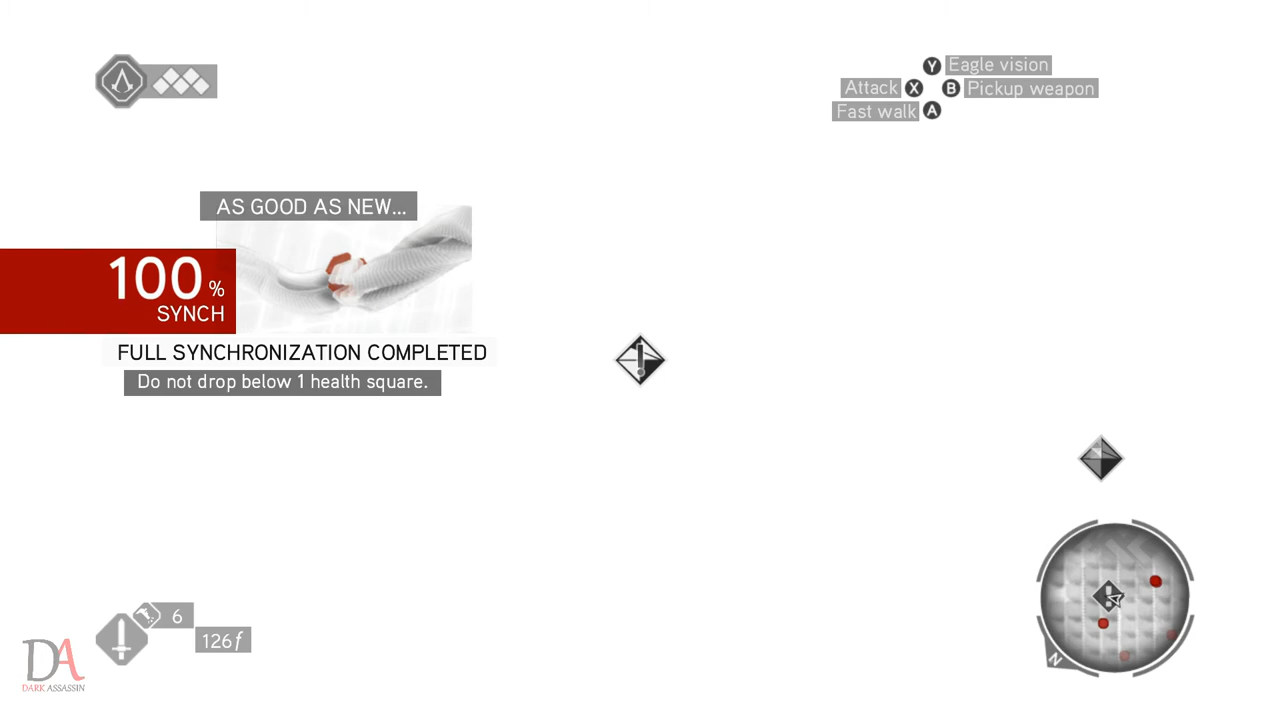 Y Eagle vision
Attack X B Pickup weapon
Fast walk A
AS GOOD AS NEW...
100 %
SYNCH
FULL SYNCHRONIZATION COMPLETED
Do not drop below 1 health square.
6
126ƒ
DA
DARK ASSASSIN
N